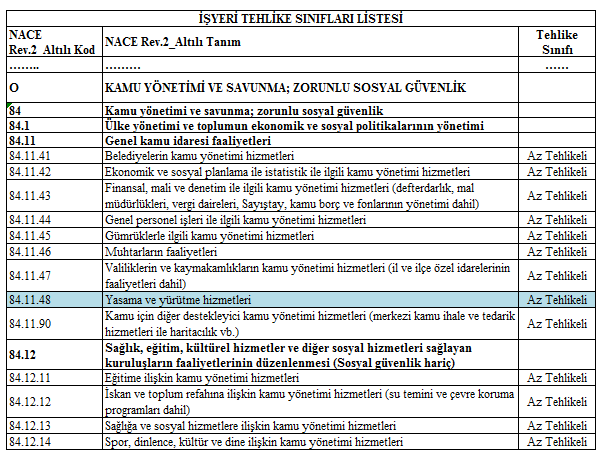 İŞYERİ TEHLİKE SINIFLARI LİSTESİ
NACE
Rev.2_Altılı Kod
NACE Rev.2_Altılı Tanım
Tehlike
Sınıfı
……..
………
……
O
KAMU YÖNETİMİ VE SAVUNMA; ZORUNLU SOSYAL GÜVENLİK
84
Kamu yönetimi ve savunma; zorunlu sosyal güvenlik
84.1
Ülke yönetimi ve toplumun ekonomik ve sosyal politikalarının yönetimi
84.11
Genel kamu idaresi faaliyetleri
84.11.41
Belediyelerin kamu yönetimi hizmetleri
Az Tehlikeli
84.11.42
Ekonomik ve sosyal planlama ile istatistik ile ilgili kamu yönetimi hizmetleri
Az Tehlikeli
84.11.43
Finansal, mali ve denetim ile ilgili kamu yönetimi hizmetleri (defterdarlık, mal
müdürlükleri, vergi daireleri, Sayıştay, kamu borç ve fonlarının yönetimi dahil)
Az Tehlikeli
84.11.44
Genel personel işleri ile ilgili kamu yönetimi hizmetleri
Az Tehlikeli
84.11.45
Gümrüklerle ilgili kamu yönetimi hizmetleri
Az Tehlikeli
84.11.46
Muhtarların faaliyetleri
Az Tehlikeli
84.11.47
Valiliklerin ve kaymakamlıkların kamu yönetimi hizmetleri (il ve ilçe özel idarelerinin
faaliyetleri dahil)
Az Tehlikeli
84.11.48
Yasama ve yürütme hizmetleri
Az Tehlikeli
84.11.90
Kamu için diğer destekleyici kamu yönetimi hizmetleri (merkezi kamu ihale ve tedarik
hizmetleri ile haritacılık vb.)
Az Tehlikeli
84.12
Sağlık, eğitim, kültürel hizmetler ve diğer sosyal hizmetleri sağlayan
kuruluşların faaliyetlerinin düzenlenmesi (Sosyal güvenlik hariç)
84.12.11
Eğitime ilişkin kamu yönetimi hizmetleri
Az Tehlikeli
84.12.12
İskan ve toplum refahına ilişkin kamu yönetimi hizmetleri (su temini ve çevre koruma
programları dahil)
Az Tehlikeli
84.12.13
Sağlığa ve sosyal hizmetlere ilişkin kamu yönetimi hizmetleri
Az Tehlikeli
84.12.14
Spor, dinlence, kültür ve dine ilişkin kamu yönetimi hizmetleri
Az Tehlikeli